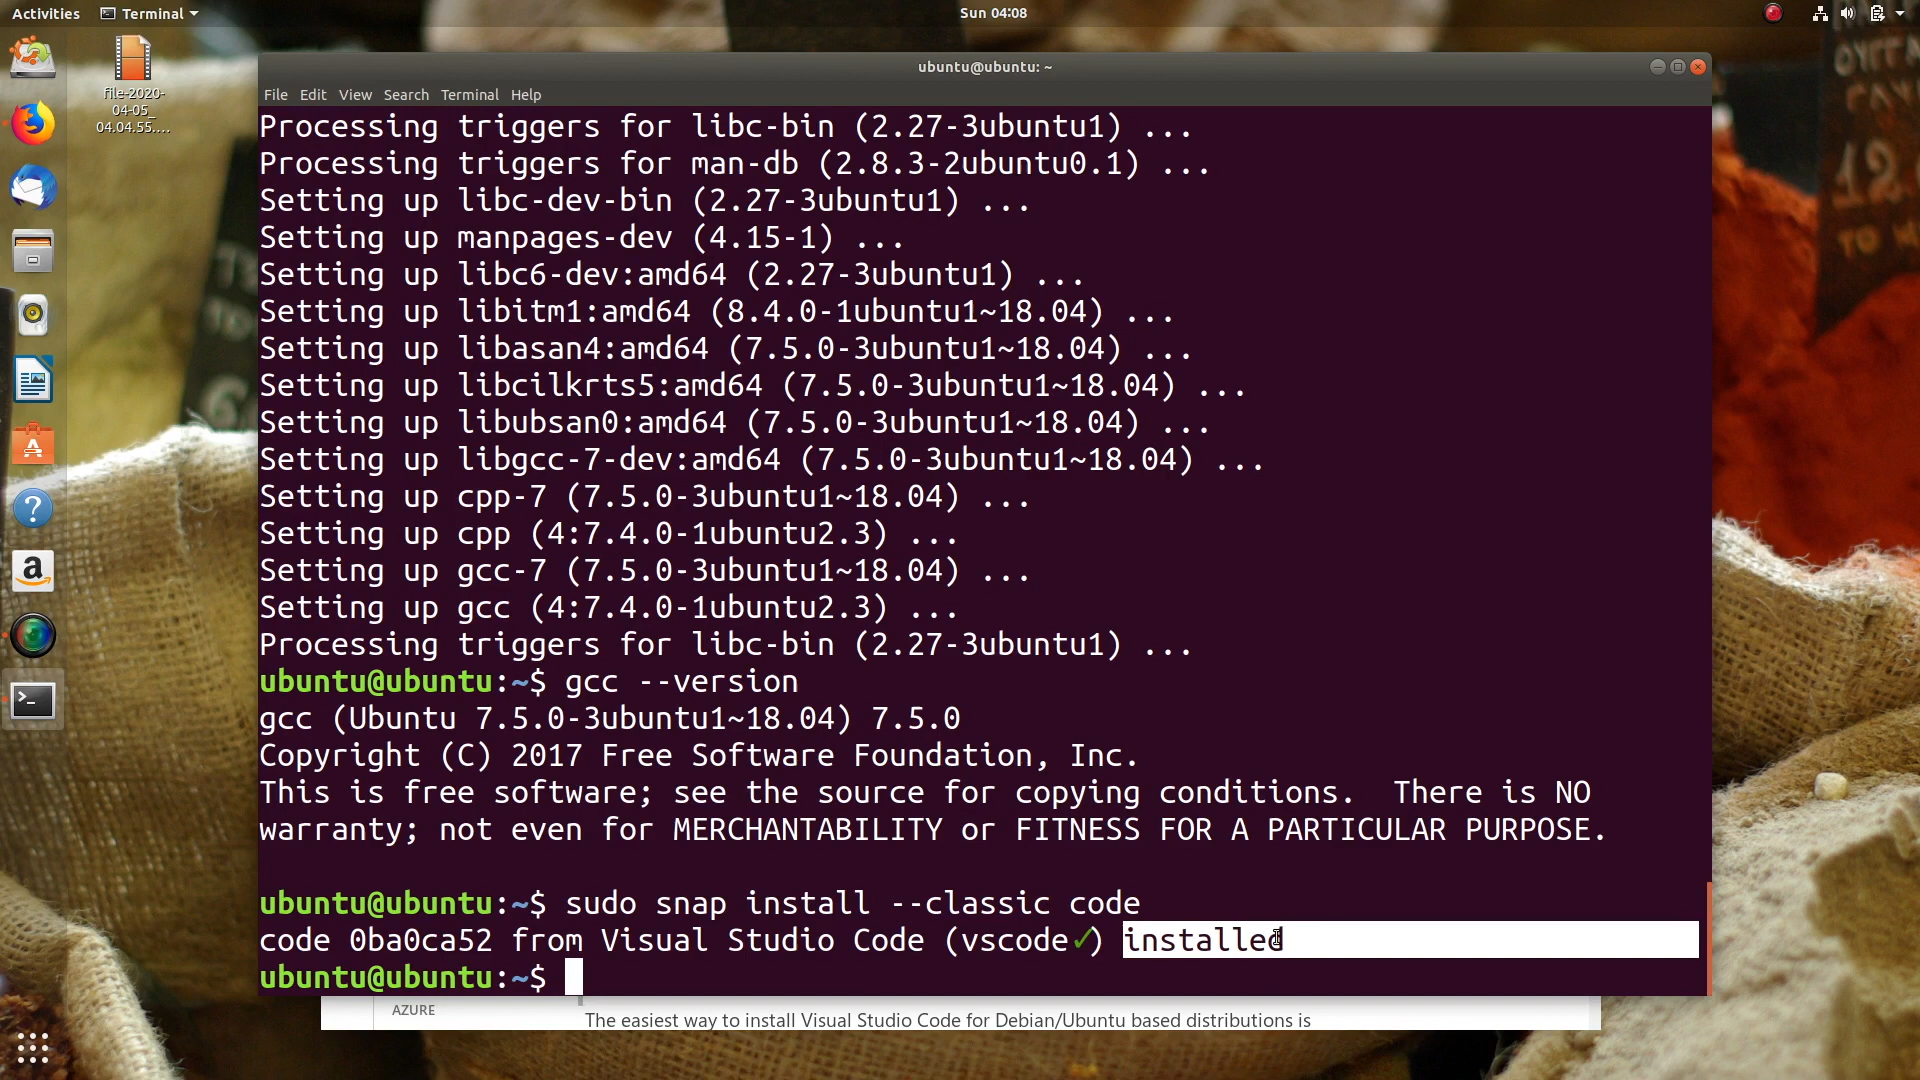 Activities
Terminal
Sun 04:08
file-2020-
04-05_
04.04.55....
ubuntu@ubuntu: ~
File Edit View Search Terminal Help
Processing triggers for libc-bin (2.27-3ubuntu1) ...
Processing triggers for man-db (2.8.3-2ubuntu0.1) ...
Setting up libc-dev-bin (2.27-3ubuntu1) ...
Setting up manpages-dev (4.15-1) ...
Setting up libc6-dev:amd64 (2.27-3ubuntu1) ...
Setting up libitm1:amd64 (8.4.0-1ubuntu1~18.04) ...
Setting up libasan4:amd64 (7.5.0-3ubuntu1~18.04) ...
Setting up libcilkrts5:amd64 (7.5.0-3ubuntu1~18.04) ...
Setting up libubsan0:amd64 (7.5.0-3ubuntu1~18.04) ...
Setting up libgcc-7-dev:amd64 (7.5.0-3ubuntu1~18.04) ...
Setting up cpp-7 (7.5.0-3ubuntu1~18.04) ...
Setting up cpp (4:7.4.0-1ubuntu2.3) ...
Setting up gcc-7 (7.5.0-3ubuntu1~18.04) ...
Setting up gcc (4:7.4.0-1ubuntu2.3) ...
Processing triggers for libc-bin (2.27-3ubuntu1) ...
ubuntu@ubuntu:~$ gcc --version
gcc (Ubuntu 7.5.0-3ubuntu1~18.04) 7.5.0
Copyright (C) 2017 Free Software Foundation, Inc.
This is free software; see the source for copying conditions.  There is NO
warranty; not even for MERCHANTABILITY or FITNESS FOR A PARTICULAR PURPOSE.
ubuntu@ubuntu:~$ sudo snap install --classic code
code 0ba0ca52 from Visual Studio Code (vscode✓) installed
ubuntu@ubuntu:~$
AZURE
The easiest way to install Visual Studio Code for Debian/Ubuntu based distributions is